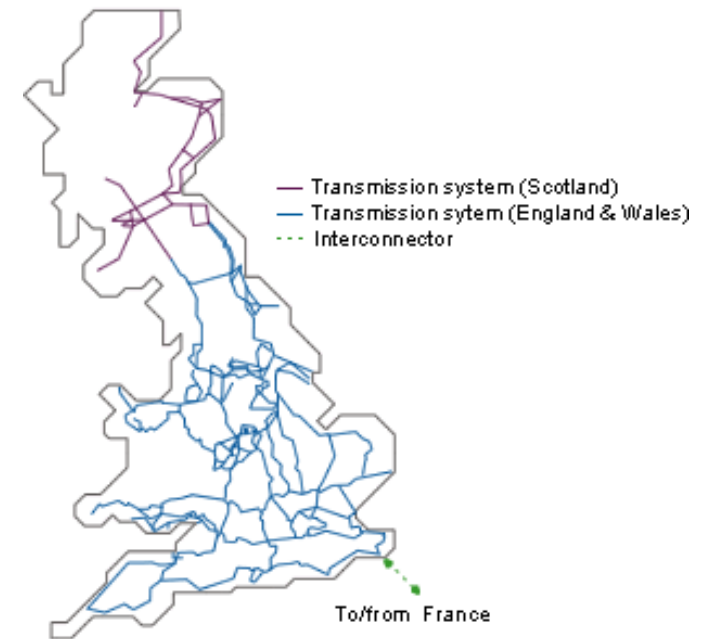 Transmission system (Scotland)
Transmission sytem (England & Wales)
Interconnector
To/from France